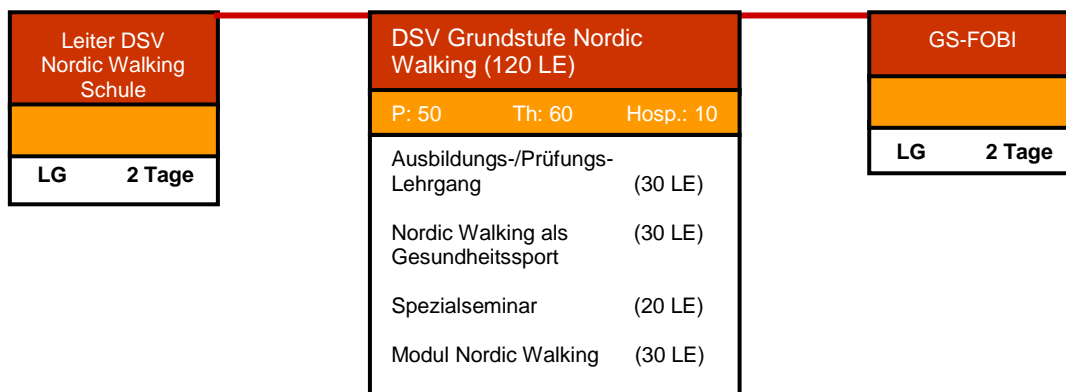 Leiter DSV
Nordic Walking
Schule
LG 2 Tage
DSV Grundstufe Nordic
Walking (120 LE)
P: 50 Th: 60 Hosp.: 10
Ausbildungs-/Prüfungs-
Lehrgang (30 LE)
Nordic Walking als (30 LE)
Gesundheitssport
Spezialseminar (20 LE)
Modul Nordic Walking (30 LE)
GS-FOBI
LG 2 Tage